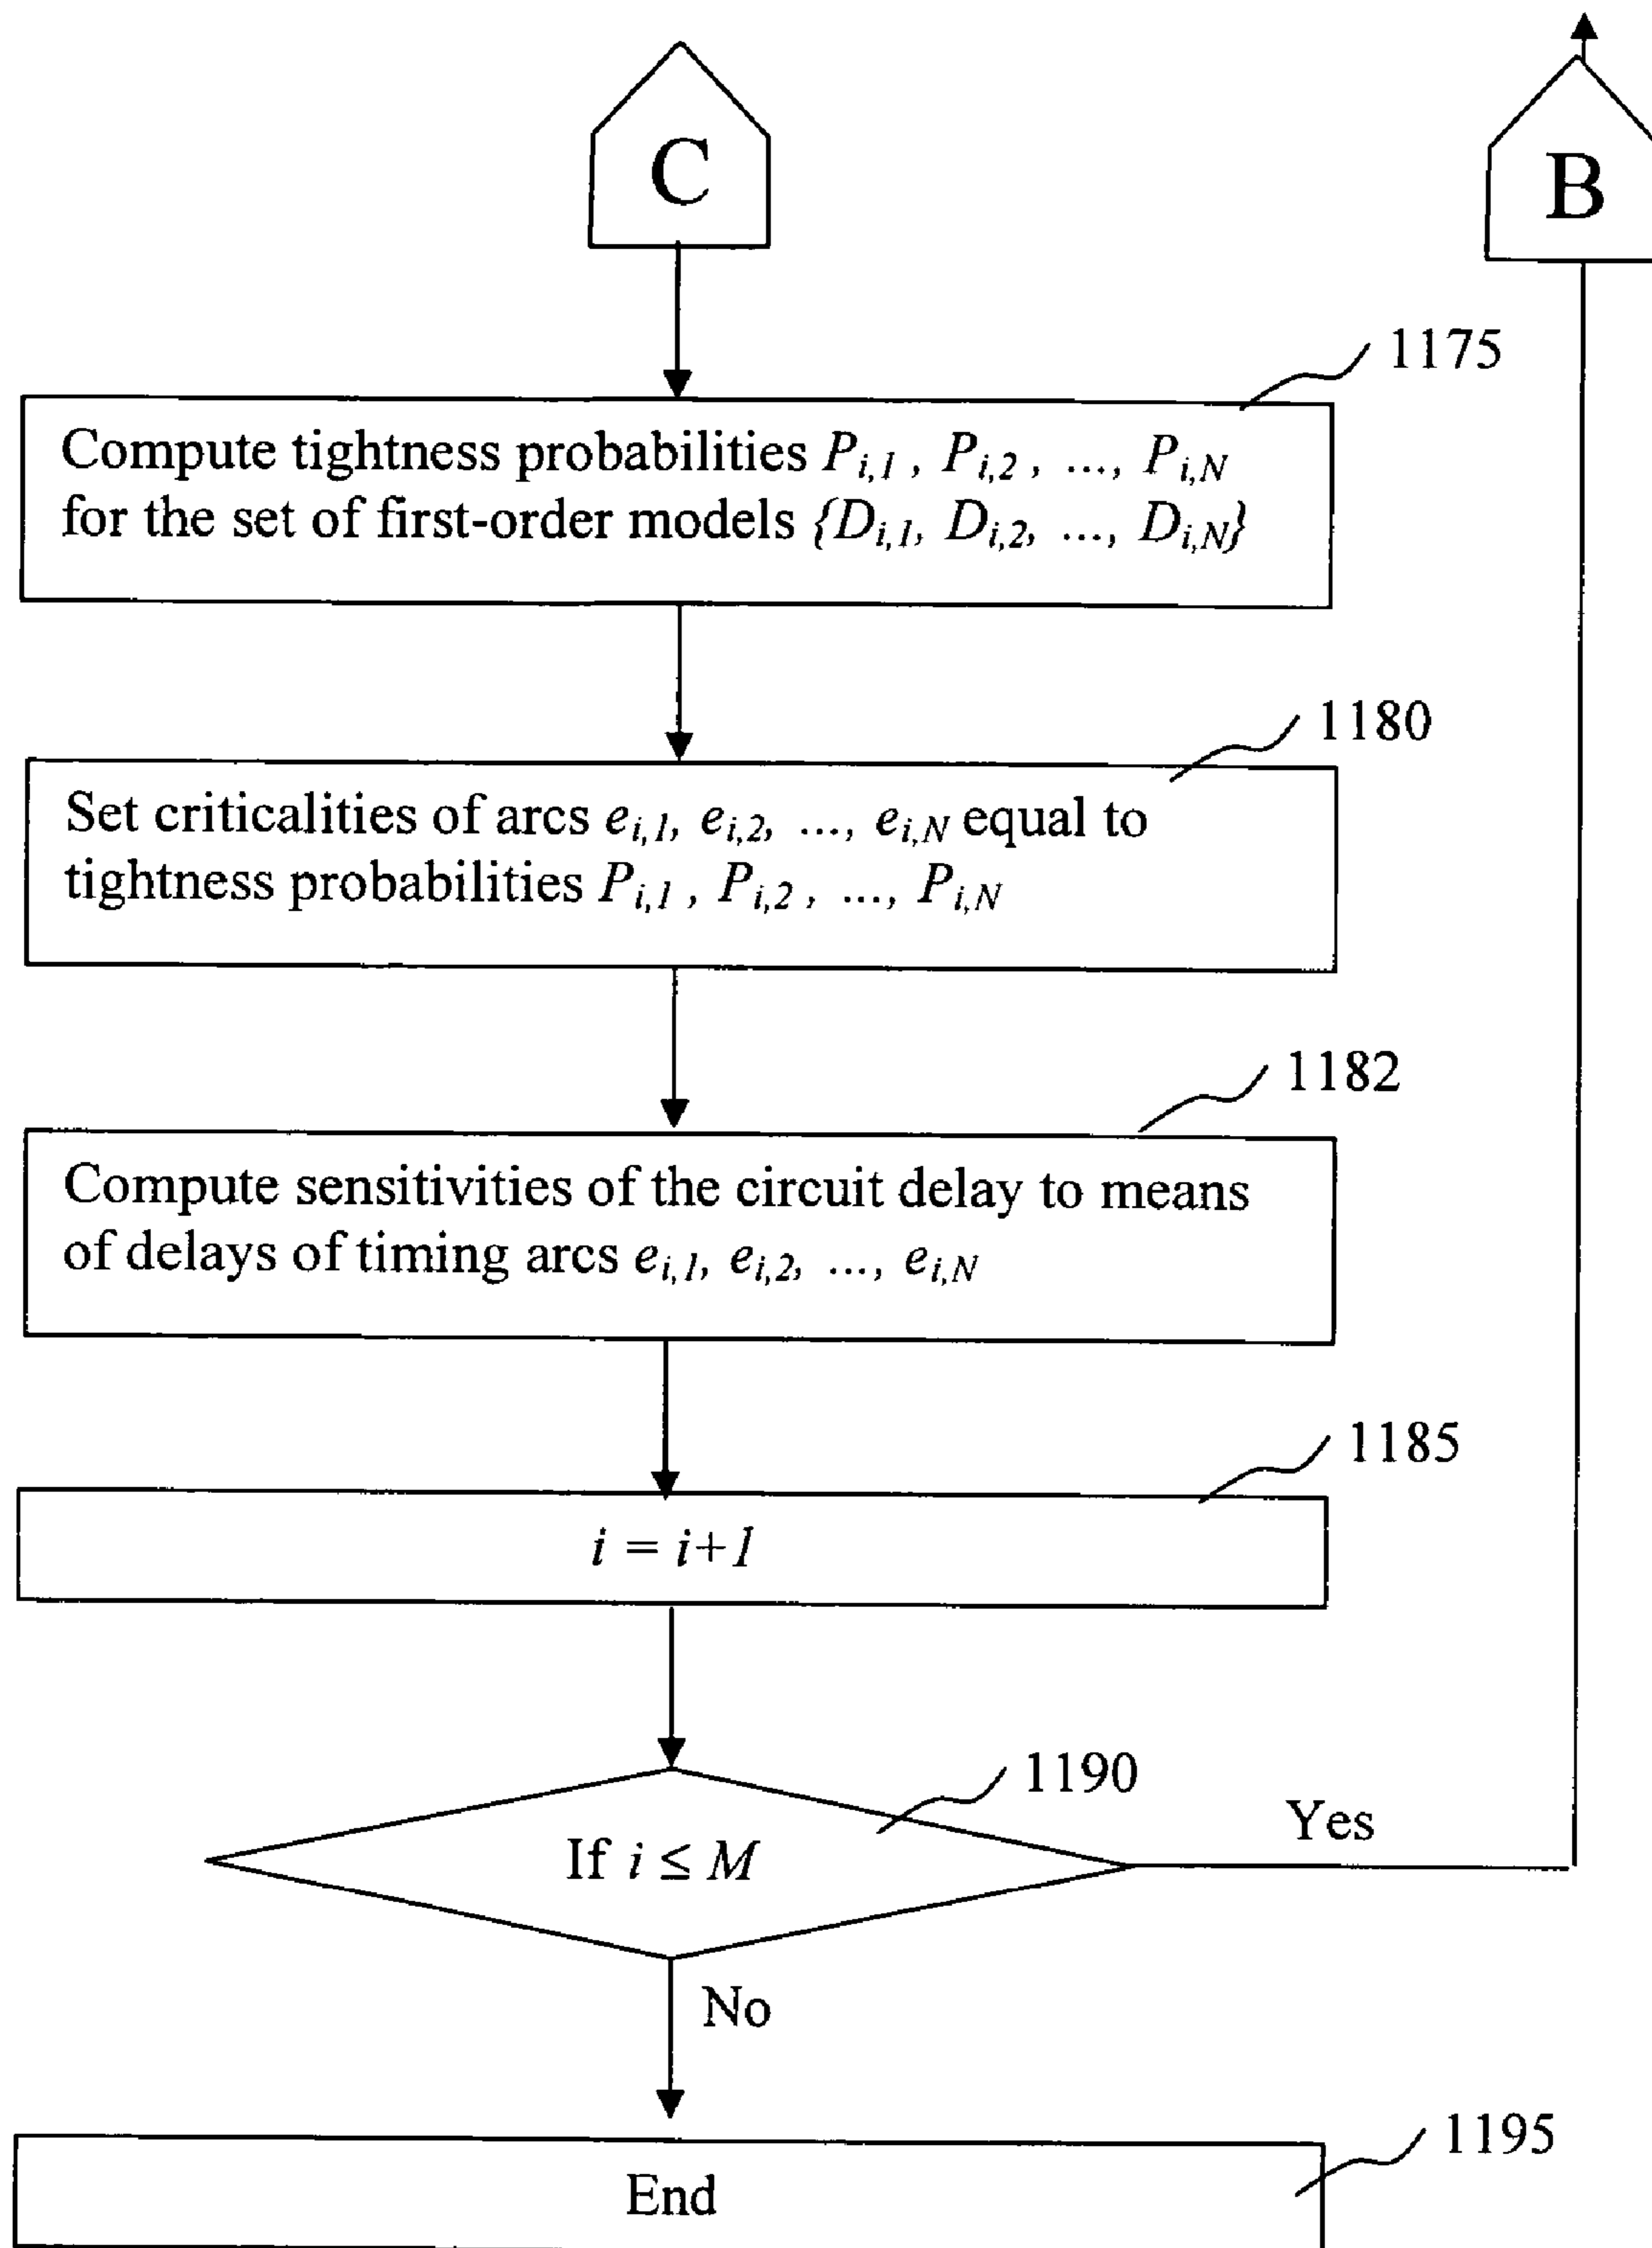 C
B
1175
Compute tightness probabilities P_{i,1} , P_{i,2} , ..., P_{i,N}
for the set of first-order models {D_{i,1}, D_{i,2}, ..., D_{i,N}}
1180
Set criticalities of arcs e_{i,1}, e_{i,2}, ..., e_{i,N} equal to
tightness probabilities P_{i,1} , P_{i,2} , ..., P_{i,N}
1182
Compute sensitivities of the circuit delay to means
of delays of timing arcs e_{i,1}, e_{i,2}, ..., e_{i,N}
1185
i = i+1
1190
If i ≤ M
Yes
No
1195
End